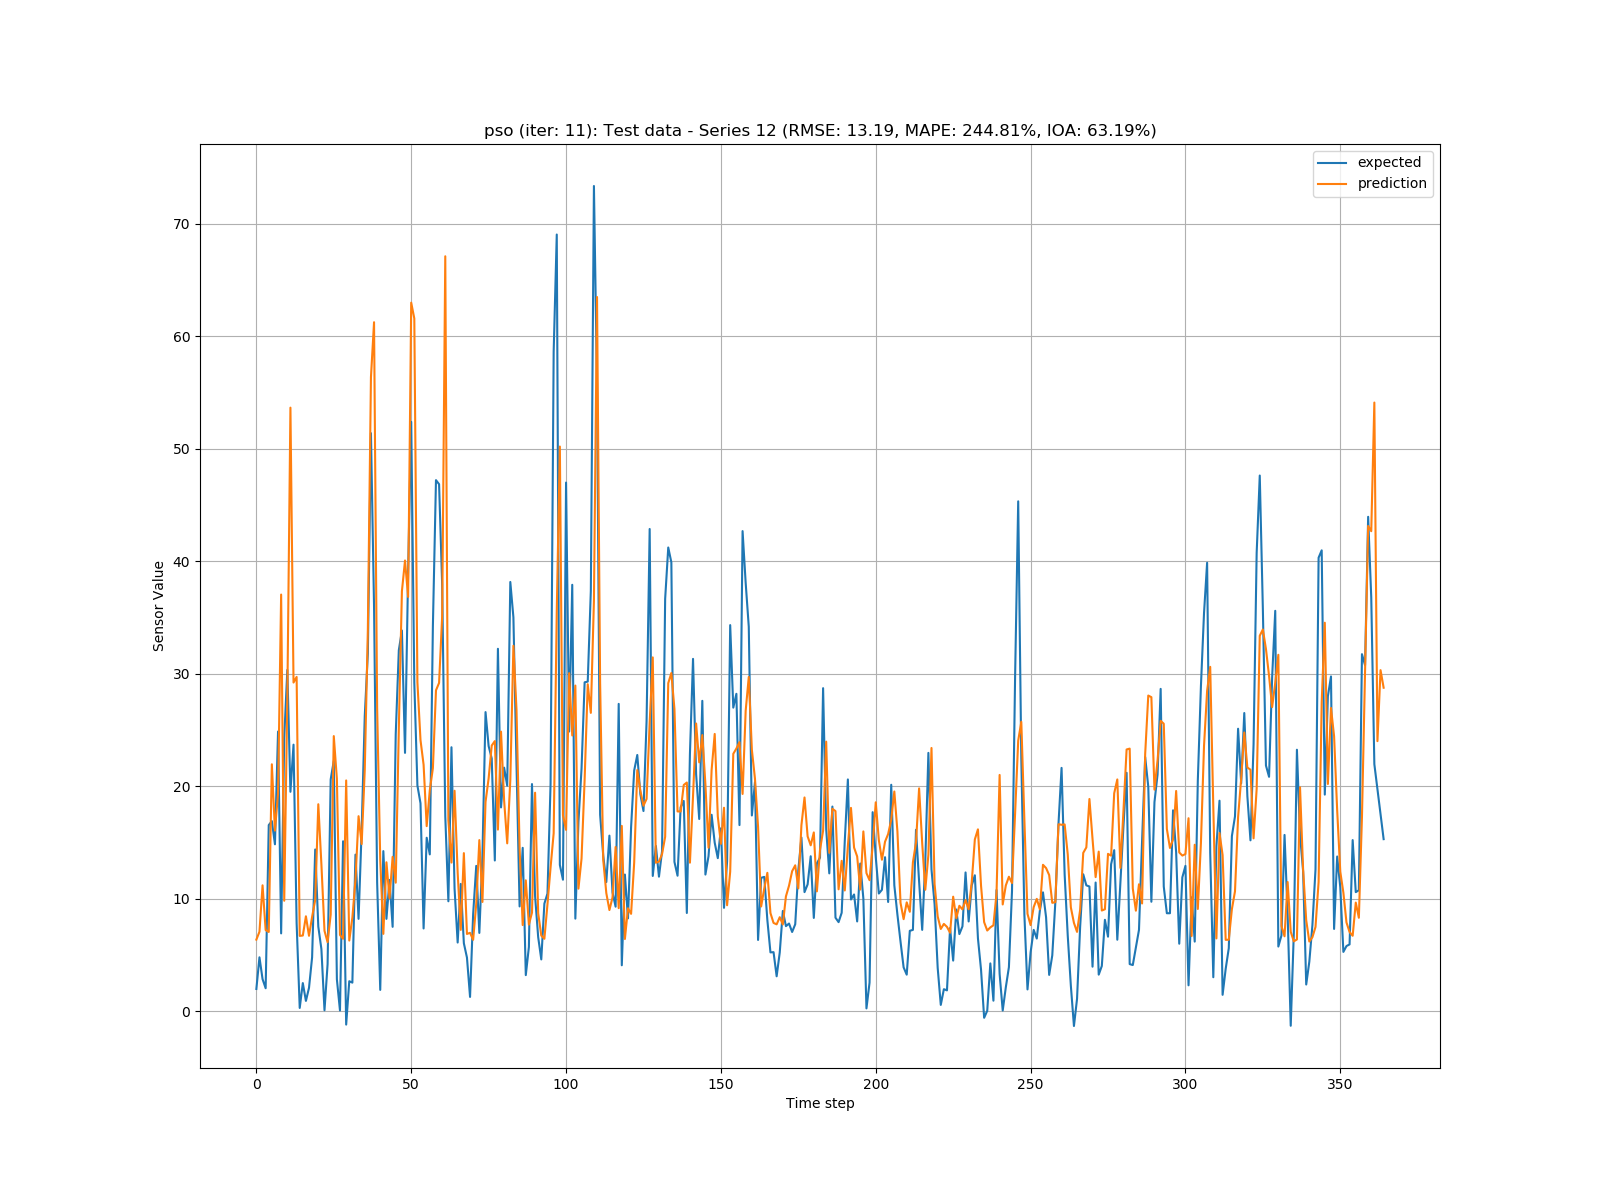 pso (iter: 11): Test data - Series 12 (RMSE: 13.19, MAPE: 244.81%, IOA: 63.19%)
expected
prediction
70
60
50
40
30
20
10
0
Sensor Value
0 50 100 150 200 250 300 350
Time step